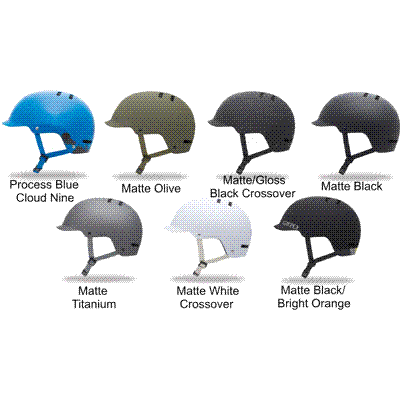 Process Blue
Cloud Nine
Matte Olive
Matte/Gloss
Black Crossover
Matte Black
Matte
Titanium
Matte White
Crossover
Matte Black/
Bright Orange